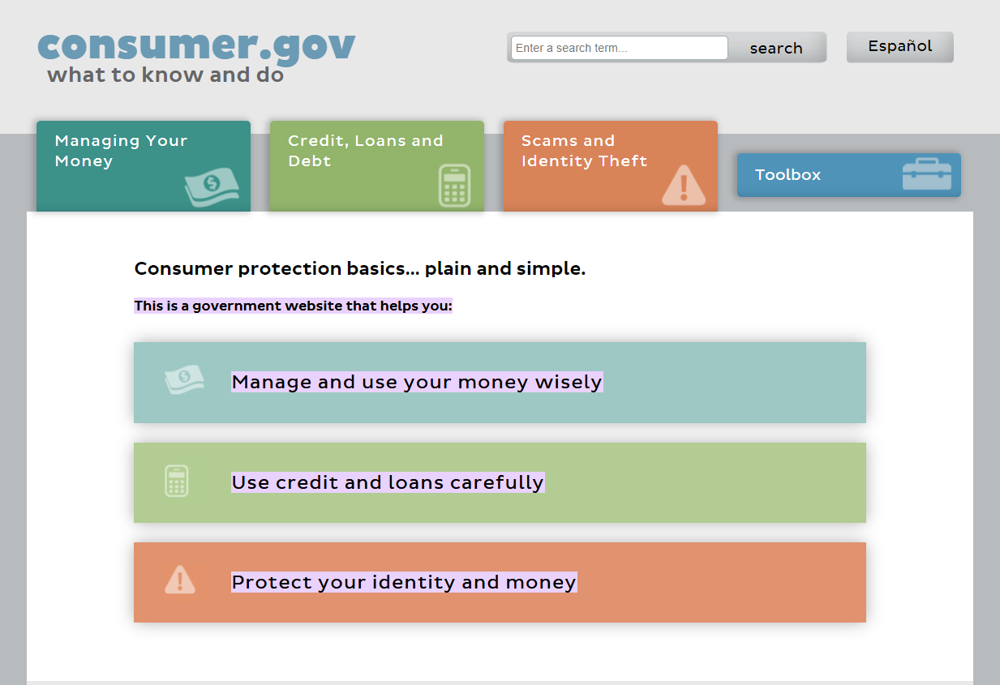 consumer.gov
what to know and do
Enter a search term...
search
Español
Managing Your
Money
Credit, Loans and
Debt
Scams and
Identity Theft
Toolbox
Consumer protection basics... plain and simple.
This is a government website that helps you:
Manage and use your money wisely
Use credit and loans carefully
Protect your identity and money